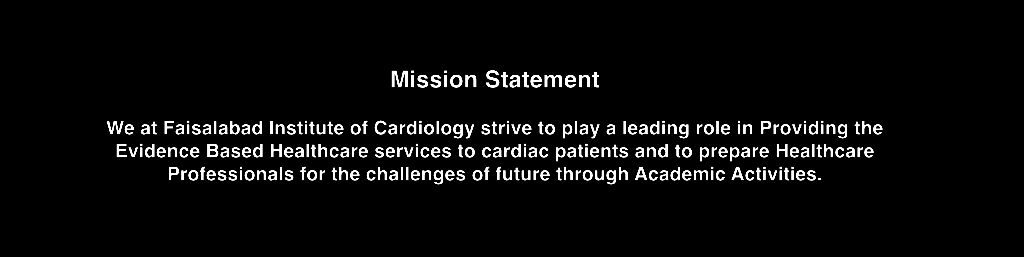 Mission Statement
We at Faisalabad Institute of Cardiology strive to play a leading role in Providing the
Evidence Based Healthcare services to cardiac patients and to prepare Healthcare
Professionals for the challenges of future through Academic Activities.